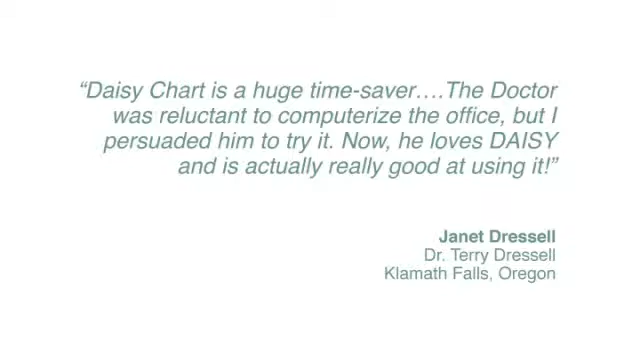 “Daisy Chart is a huge time-saver….The Doctor
was reluctant to computerize the office, but I
persuaded him to try it. Now, he loves DAISY
and is actually really good at using it!”
Janet Dressell
Dr. Terry Dressell
Klamath Falls, Oregon